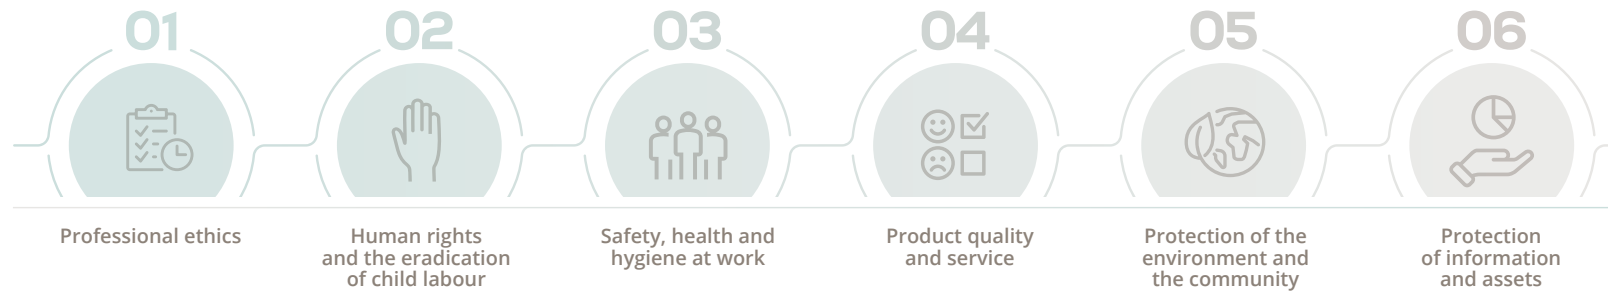 01
02
03
04
05
06
Professional ethics
Human rights
and the eradication
of child labour
Safety, health and
hygiene at work
Product quality
and service
Protection of the
environment and
the community
Protection
of information
and assets